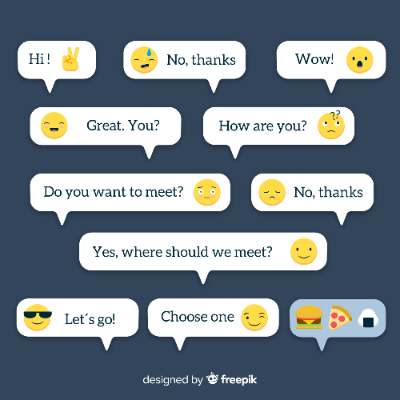 Hi !
No, thanks
Wow!
Great. You?
How are you?
??
Do you want to meet?
No, thanks
Yes, where should we meet?
Let´s go!
Choose one
designed by freepik